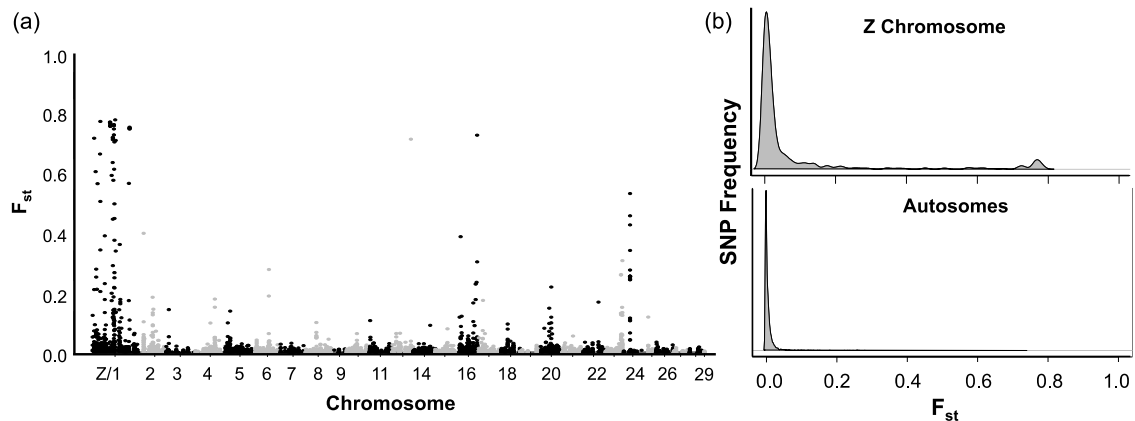 (a)
1.0
0.8
0.6
0.4
0.2
0.0
F_st
Z/1 2 3 4 5 6 7 8 9 11 14 16 18 20 22 24 26 29
Chromosome
(b)
Z Chromosome
Autosomes
SNP Frequency
0.0 0.2 0.4 0.6 0.8 1.0
F_st